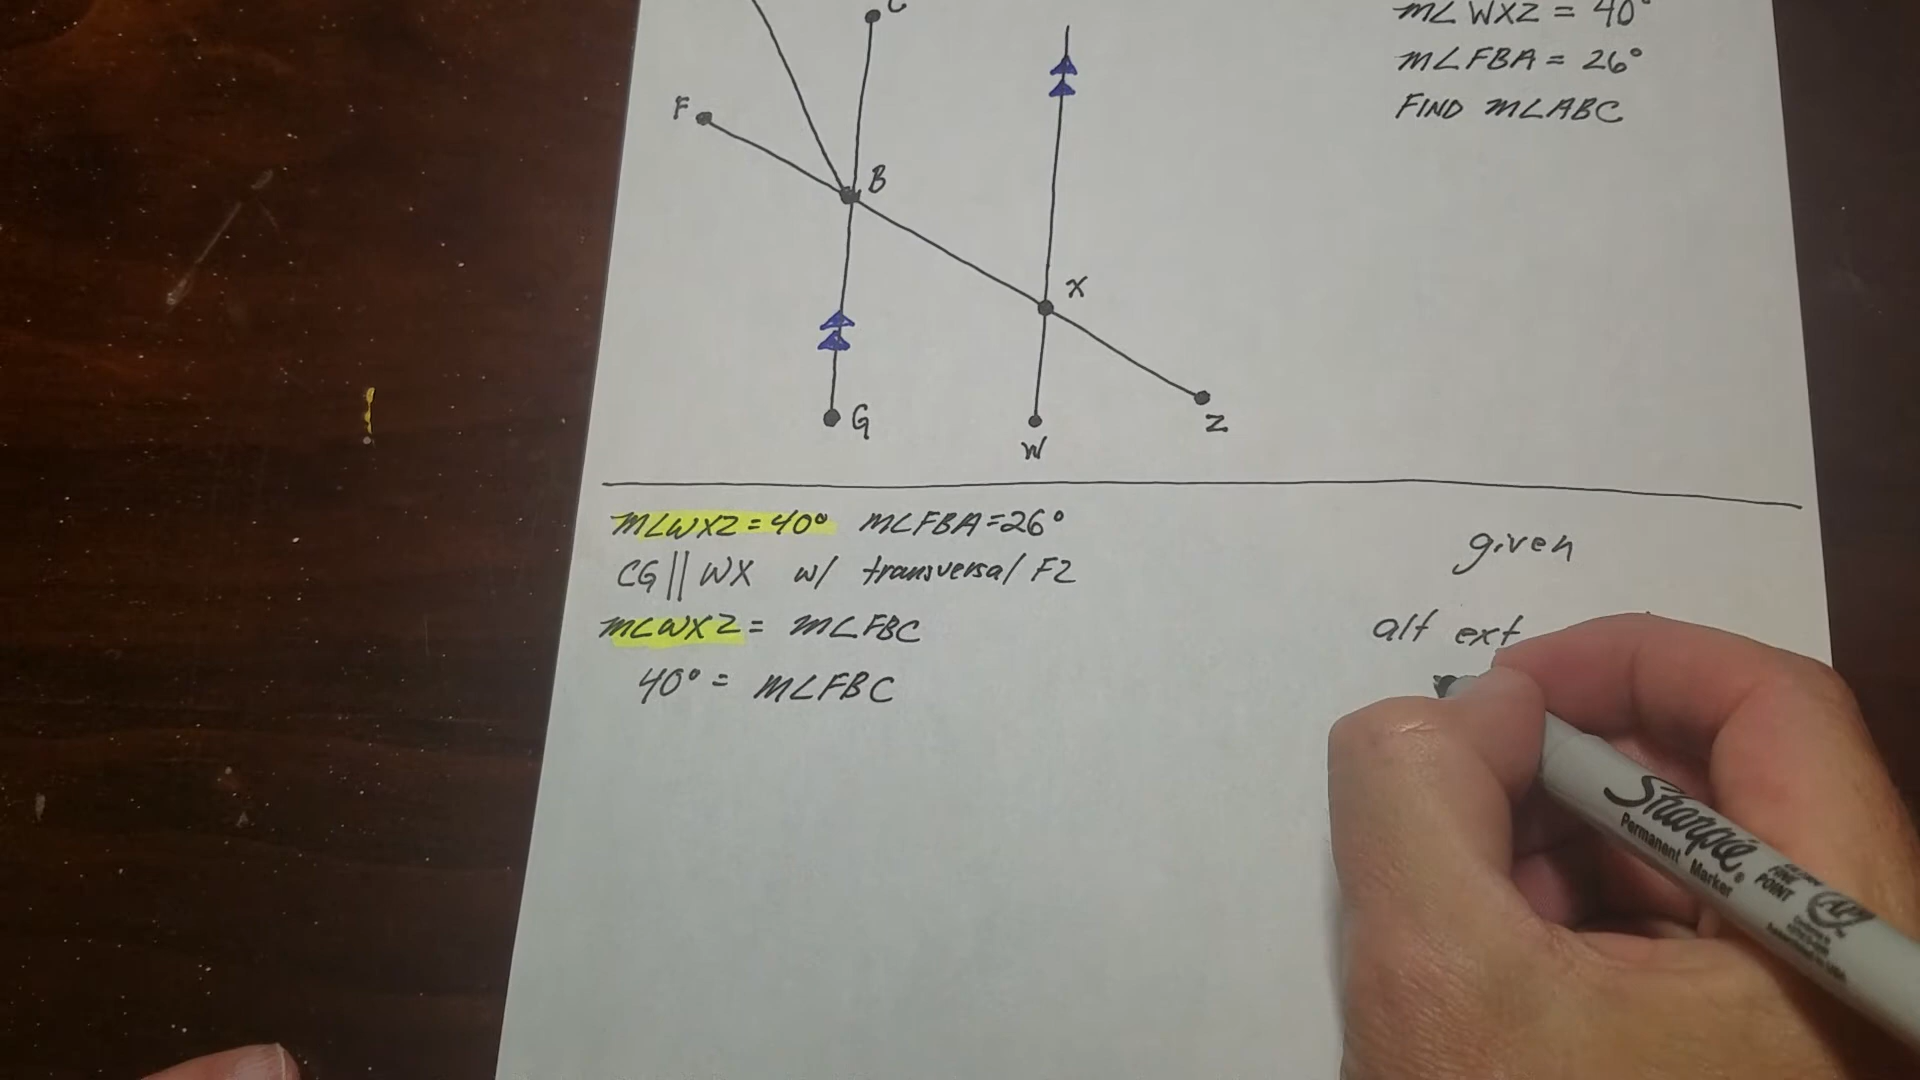 C
m∠WXZ = 40°
m∠FBA = 26°
FIND m∠ABC
F
B
X
G
W
Z
m∠WXZ = 40° m∠FBA = 26°
given
CG || WX w/ transversal FZ
m∠WXZ = m∠FBC
alt ext
40° = m∠FBC
Sharpie®
Permanent Marker
FINE
POINT
AP